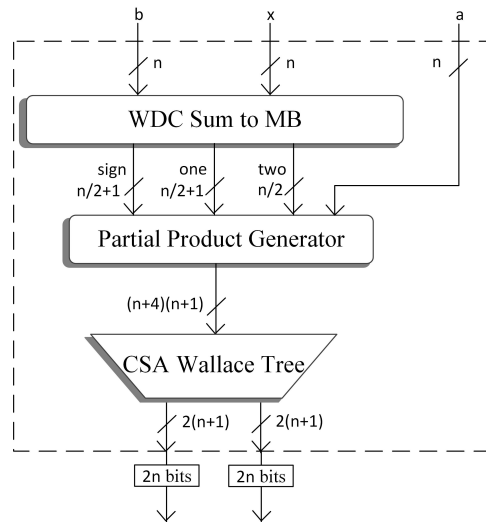 b x a
n n n
WDC Sum to MB
sign one two
n/2+1 n/2+1 n/2
Partial Product Generator
(n+4)(n+1)
CSA Wallace Tree
2(n+1) 2(n+1)
2n bits 2n bits